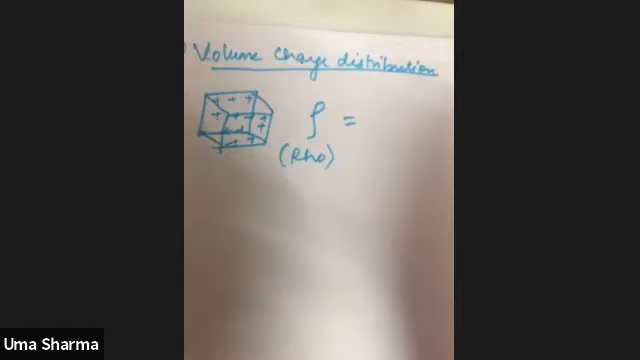 Volume charge distribution
+ + +
+ + + +
+ +
ρ =
(Rho)
Uma Sharma